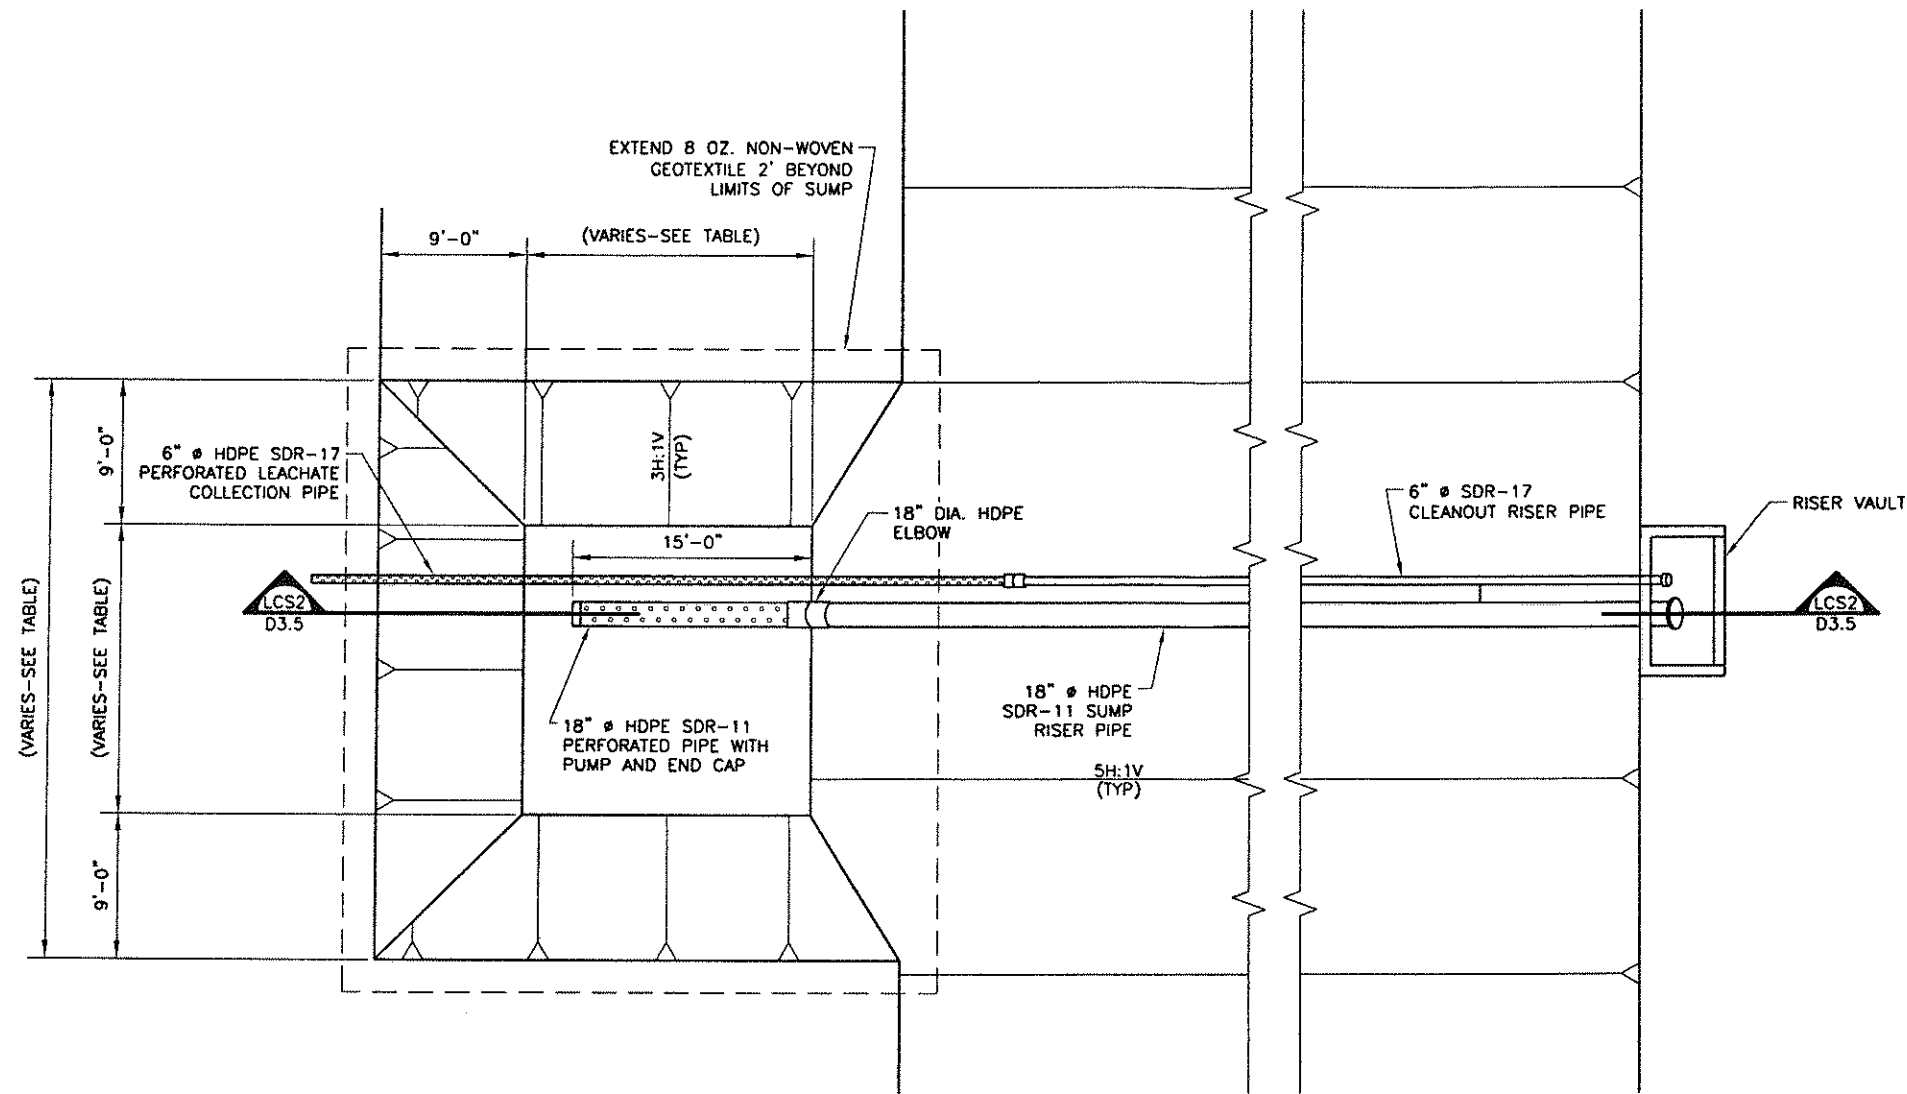 EXTEND 8 OZ. NON-WOVEN
GEOTEXTILE 2' BEYOND
LIMITS OF SUMP
9'-0"
(VARIES-SEE TABLE)
9'-0"
6" ø HDPE SDR-17
PERFORATED LEACHATE
COLLECTION PIPE
3H:1V
(TYP)
18" DIA. HDPE
ELBOW
6" ø SDR-17
CLEANOUT RISER PIPE
RISER VAULT
15'-0"
LCS2
D3.5
LCS2
D3.5
(VARIES-SEE TABLE)
(VARIES-SEE TABLE)
18" ø HDPE SDR-11
PERFORATED PIPE WITH
PUMP AND END CAP
18" ø HDPE
SDR-11 SUMP
RISER PIPE
5H:1V
(TYP)
9'-0"